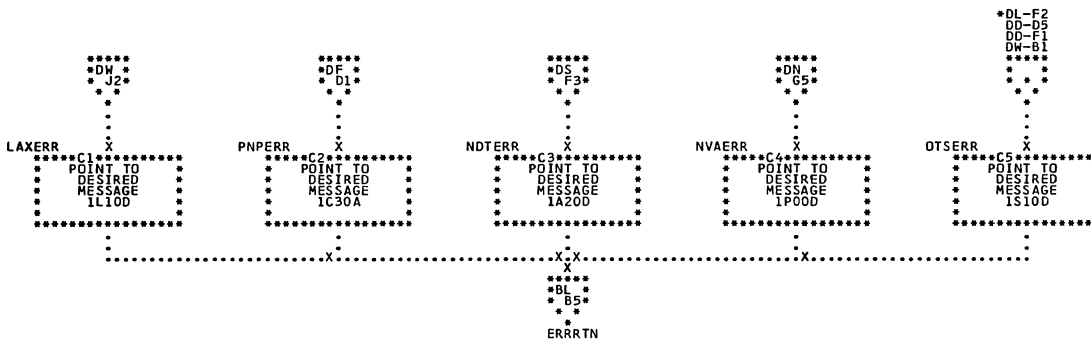 *DL-F2
DD-D5
DD-F1
DW-B1
*DW * *DF * *DS * *DN *
* J2* * D1* * F3* * G5*
LAXERR PNPERR NDTERR NVAERR OTSERR
C1 C2 C3 C4 C5
POINT TO POINT TO POINT TO POINT TO POINT TO
DESIRED DESIRED DESIRED DESIRED DESIRED
MESSAGE MESSAGE MESSAGE MESSAGE MESSAGE
1L10D 1C30A 1A20D 1P00D 1S10D
X X X X X
*BL *
* B5*
ERRRTN